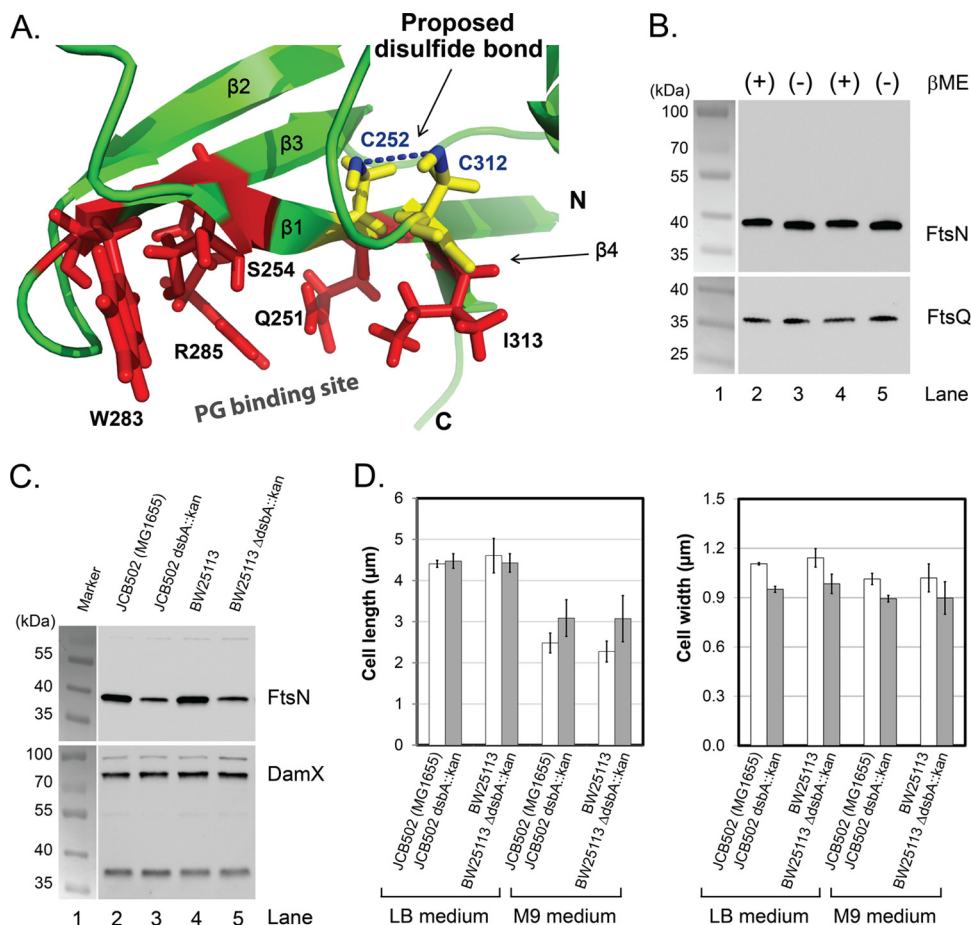 A.
Proposed
disulfide bond
β2
β3
C252
C312
N
β1
β4
S254
Q251
R285
I313
W283
PG binding site
C
B.
(+) (-) (+) (-) βME
(kDa)
100
70
55
40
35
FtsN
40
35
25
FtsQ
1 2 3 4 5 Lane
C.
Marker
JCB502 (MG1655)
JCB502 dsbA::kan
BW25113
BW25113 ΔdsbA::kan
(kDa)
55
40
35
FtsN
100
70
55
40
35
DamX
1 2 3 4 5 Lane
D.
Cell length (μm)
6
5
4
3
2
1
0
JCB502 (MG1655)
JCB502 dsbA::kan
BW25113
BW25113 ΔdsbA::kan
JCB502 (MG1655)
JCB502 dsbA::kan
BW25113
BW25113 ΔdsbA::kan
LB medium M9 medium
Cell width (μm)
1.5
1.2
0.9
0.6
0.3
0.0
JCB502 (MG1655)
JCB502 dsbA::kan
BW25113
BW25113 ΔdsbA::kan
JCB502 (MG1655)
JCB502 dsbA::kan
BW25113
BW25113 ΔdsbA::kan
LB medium M9 medium